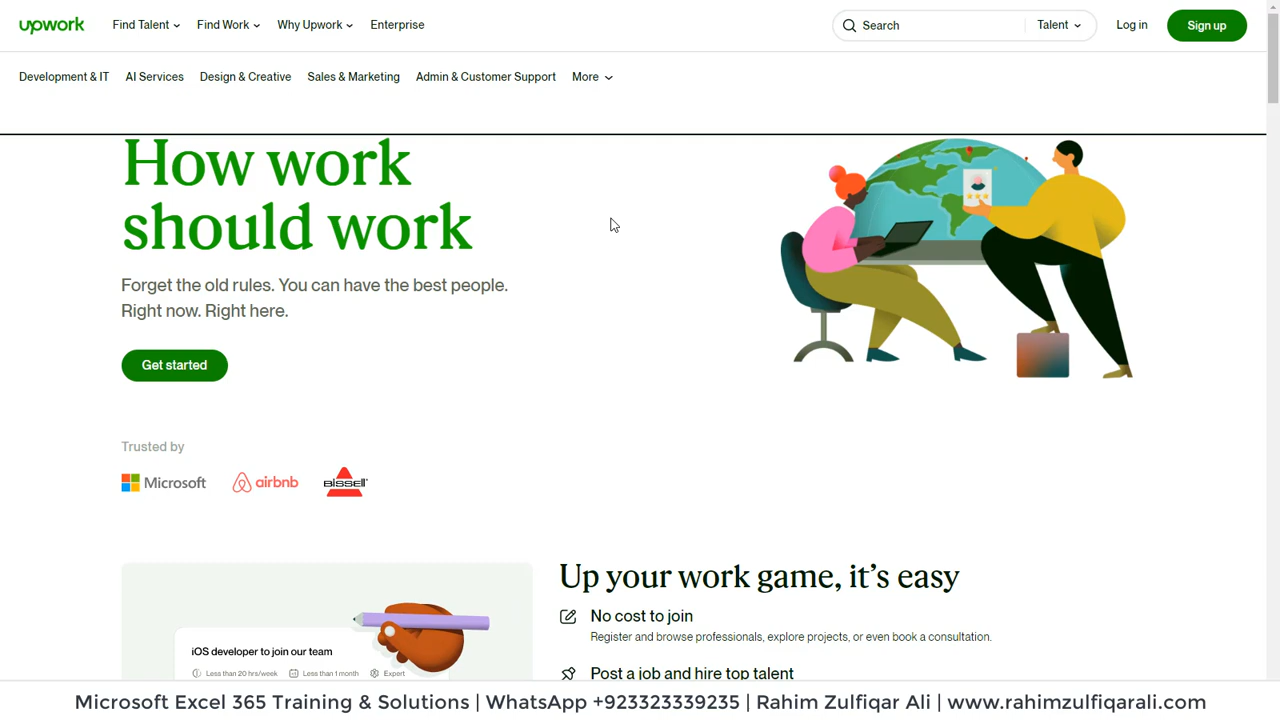 upwork Find Talent Find Work Why Upwork Enterprise Search Talent Log in Sign up
Development & IT AI Services Design & Creative Sales & Marketing Admin & Customer Support More
How work
should work
Forget the old rules. You can have the best people.
Right now. Right here.
Get started
Trusted by
Microsoft airbnb BISSELL
Up your work game, it's easy
No cost to join
Register and browse professionals, explore projects, or even book a consultation.
iOS developer to join our team
Less than 20 hrs/week Less than 1 month Expert
Post a job and hire top talent
Microsoft Excel 365 Training & Solutions | WhatsApp +923323339235 | Rahim Zulfiqar Ali | www.rahimzulfiqarali.com